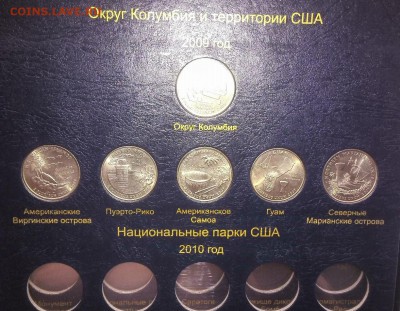 COINS.LAVE.RU
Округ Колумбия и территории США
2009 год
Округ Колумбия
Американские
Виргинские острова
Пуэрто-Рико
Американское
Самоа
Гуам
Северные
Марианские острова
Национальные парки США
2010 год